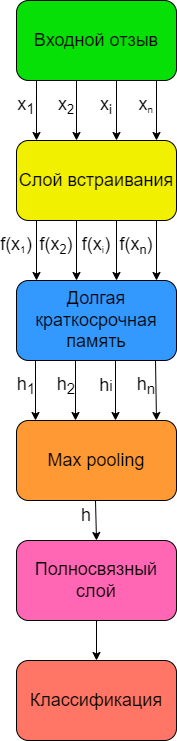 Входной отзыв
x₁ x₂ xᵢ xₙ
Слой встраивания
f(x₁) f(x₂) f(xᵢ) f(xₙ)
Долгая
краткосрочная
память
h₁ h₂ hᵢ hₙ
Max pooling
h
Полносвязный
слой
Классификация